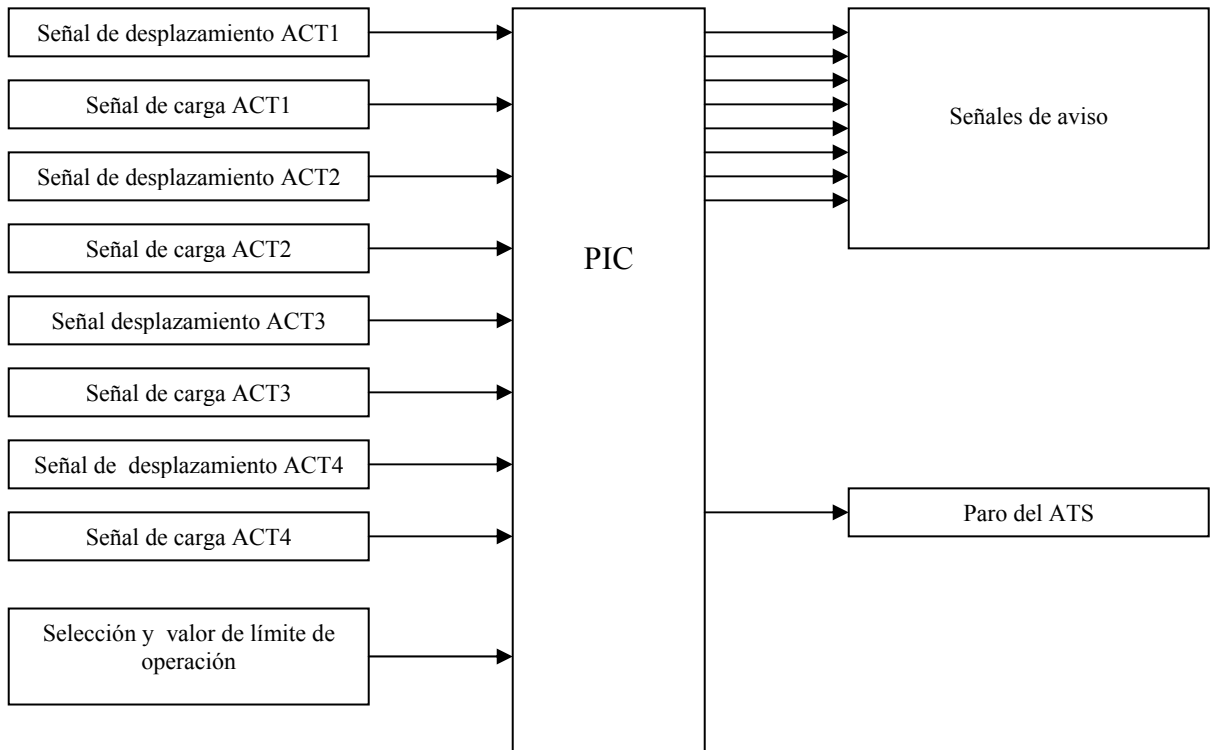 Señal de desplazamiento ACT1
Señal de carga ACT1
Señal de desplazamiento ACT2
Señal de carga ACT2
Señal desplazamiento ACT3
Señal de carga ACT3
Señal de  desplazamiento ACT4
Señal de carga ACT4
Selección y  valor de límite de
operación
PIC
Señales de aviso
Paro del ATS